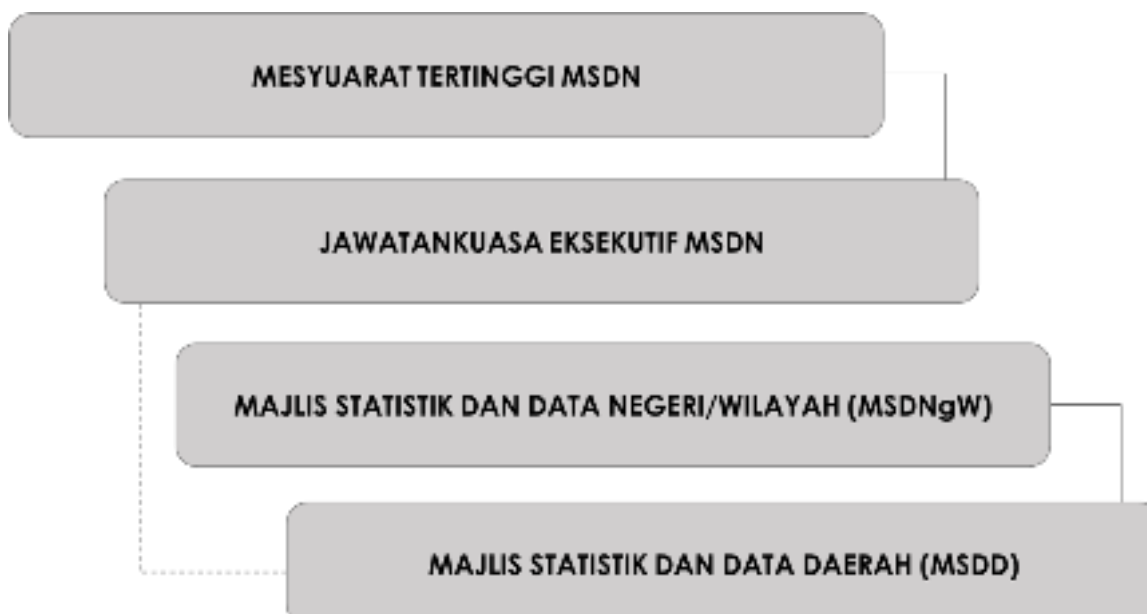 MESYUARAT TERTINGGI MSDN
JAWATANKUASA EKSEKUTIF MSDN
MAJLIS STATISTIK DAN DATA NEGERI/WILAYAH (MSDNgW)
MAJLIS STATISTIK DAN DATA DAERAH (MSDD)